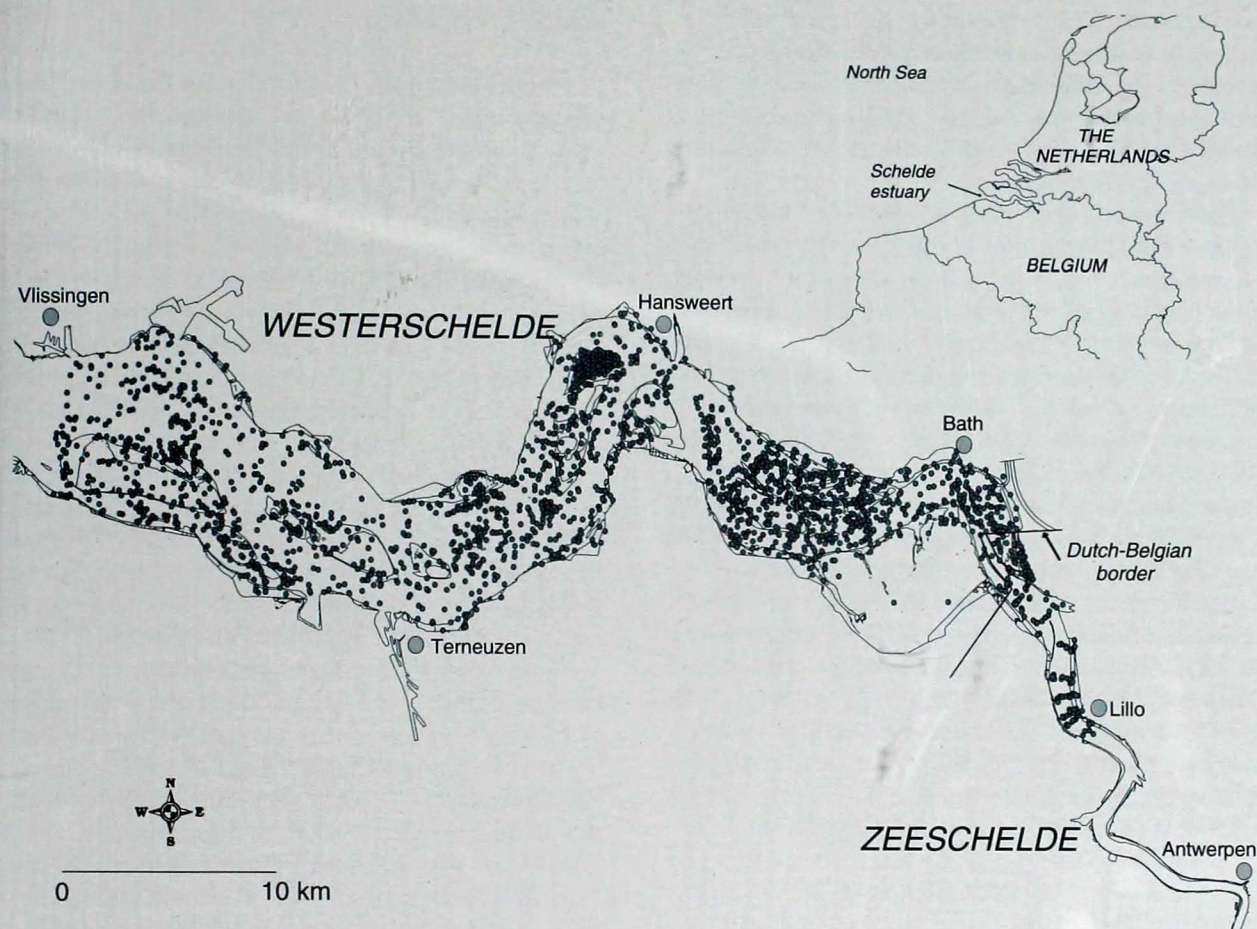 North Sea
THE
NETHERLANDS
Schelde
estuary
BELGIUM
Vlissingen
WESTERSCHELDE
Hansweert
Bath
Dutch-Belgian
border
Terneuzen
Lillo
N
W E
S
ZEESCHELDE
Antwerpen
0 10 km